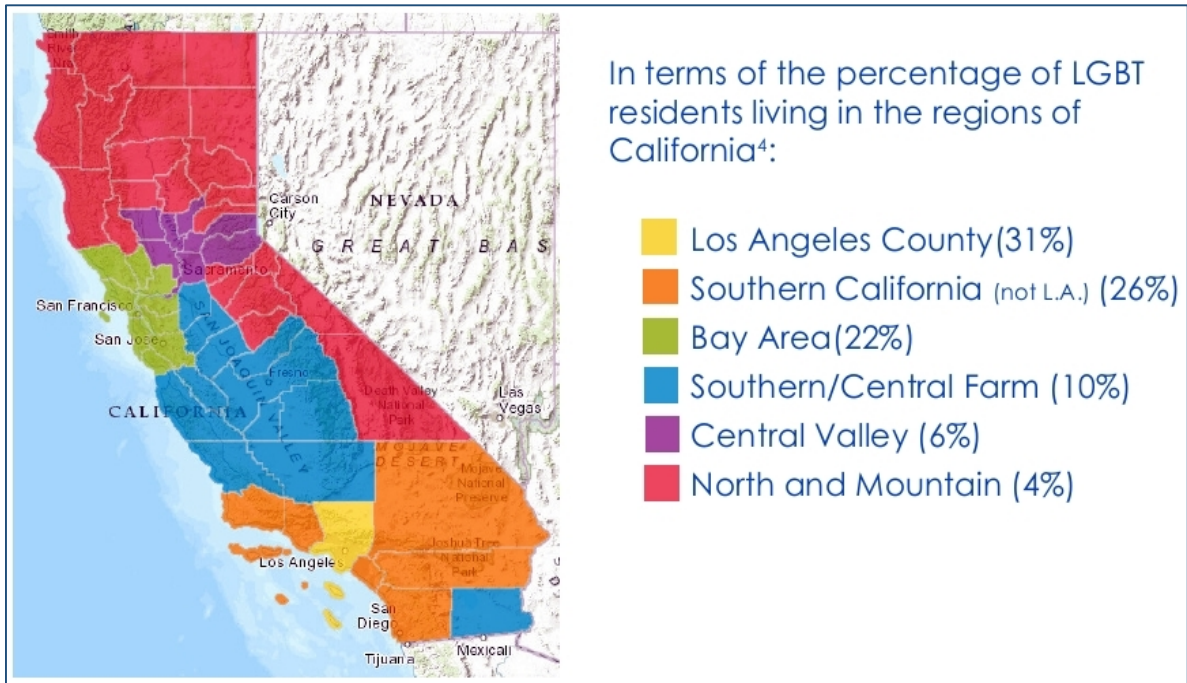 In terms of the percentage of LGBT
residents living in the regions of
California⁴:
Los Angeles County(31%)
Southern California (not L.A.) (26%)
Bay Area(22%)
Southern/Central Farm (10%)
Central Valley (6%)
North and Mountain (4%)
Smith
River
Carson
City
NEVADA
GREAT BAS
Sacramento
San Francisco
San Jose
SAN JOAQUIN VALLEY
Fresno
CALIFORNIA
Death Valley
National
Park
Las
Vegas
MOJAVE
DESERT
Mojave
National
Preserve
Joshua Tree
National
Park
Los Angeles
San
Diego
Tijuana
Mexicali